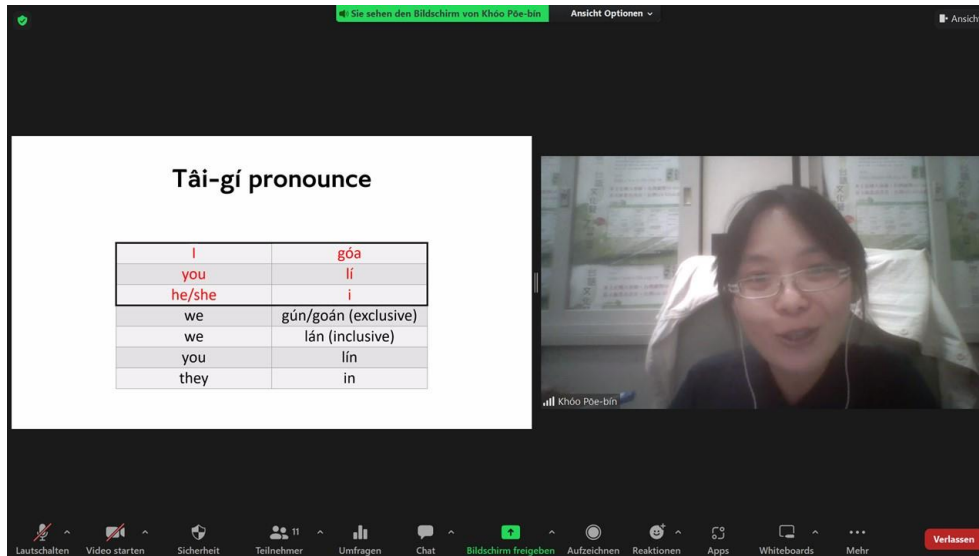 Sie sehen den Bildschirm von Khóo Pōe-bîn
Ansicht Optionen
Ansicht
Tâi-gí pronounce
I góa
you lí
he/she i
we gún/goán (exclusive)
we lán (inclusive)
you lín
they in
Khóo Pōe-bîn
11
Lautschalten Video starten Sicherheit Teilnehmer Umfragen Chat Bildschirm freigeben Aufzeichnen Reaktionen Apps Whiteboards Mehr Verlassen